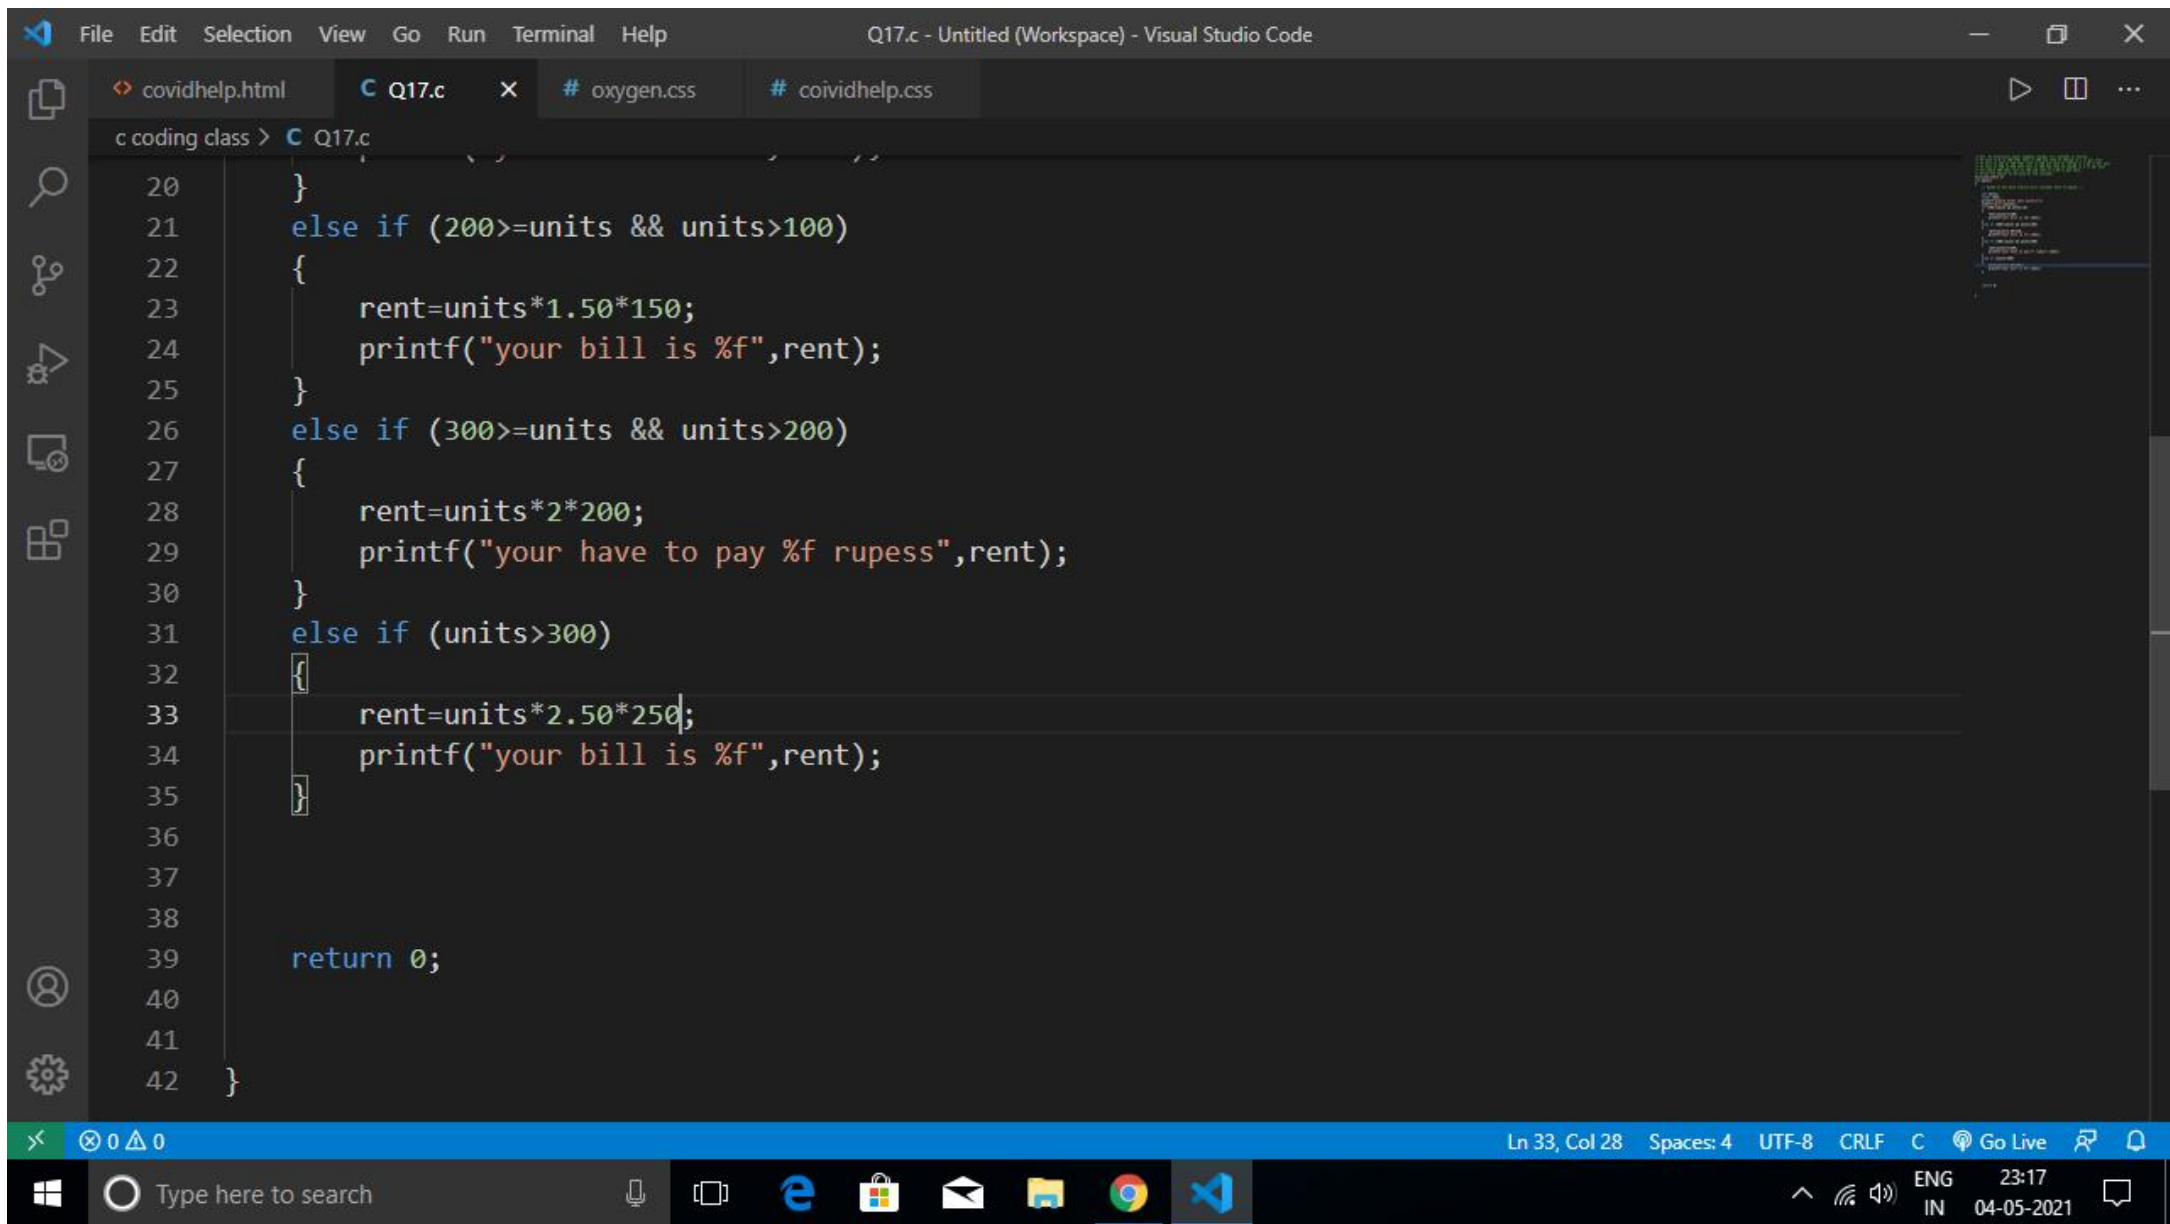 File Edit Selection View Go Run Terminal Help Q17.c - Untitled (Workspace) - Visual Studio Code
covidhelp.html C Q17.c # oxygen.css # coividhelp.css
c coding class > C Q17.c
20 }
21 else if (200>=units && units>100)
22 {
23 rent=units*1.50*150;
24 printf("your bill is %f",rent);
25 }
26 else if (300>=units && units>200)
27 {
28 rent=units*2*200;
29 printf("your have to pay %f rupess",rent);
30 }
31 else if (units>300)
32 {
33 rent=units*2.50*250;
34 printf("your bill is %f",rent);
35 }
36
37
38
39 return 0;
40
41
42 }
0 0 Ln 33, Col 28 Spaces: 4 UTF-8 CRLF C Go Live
Type here to search
ENG 23:17
IN 04-05-2021